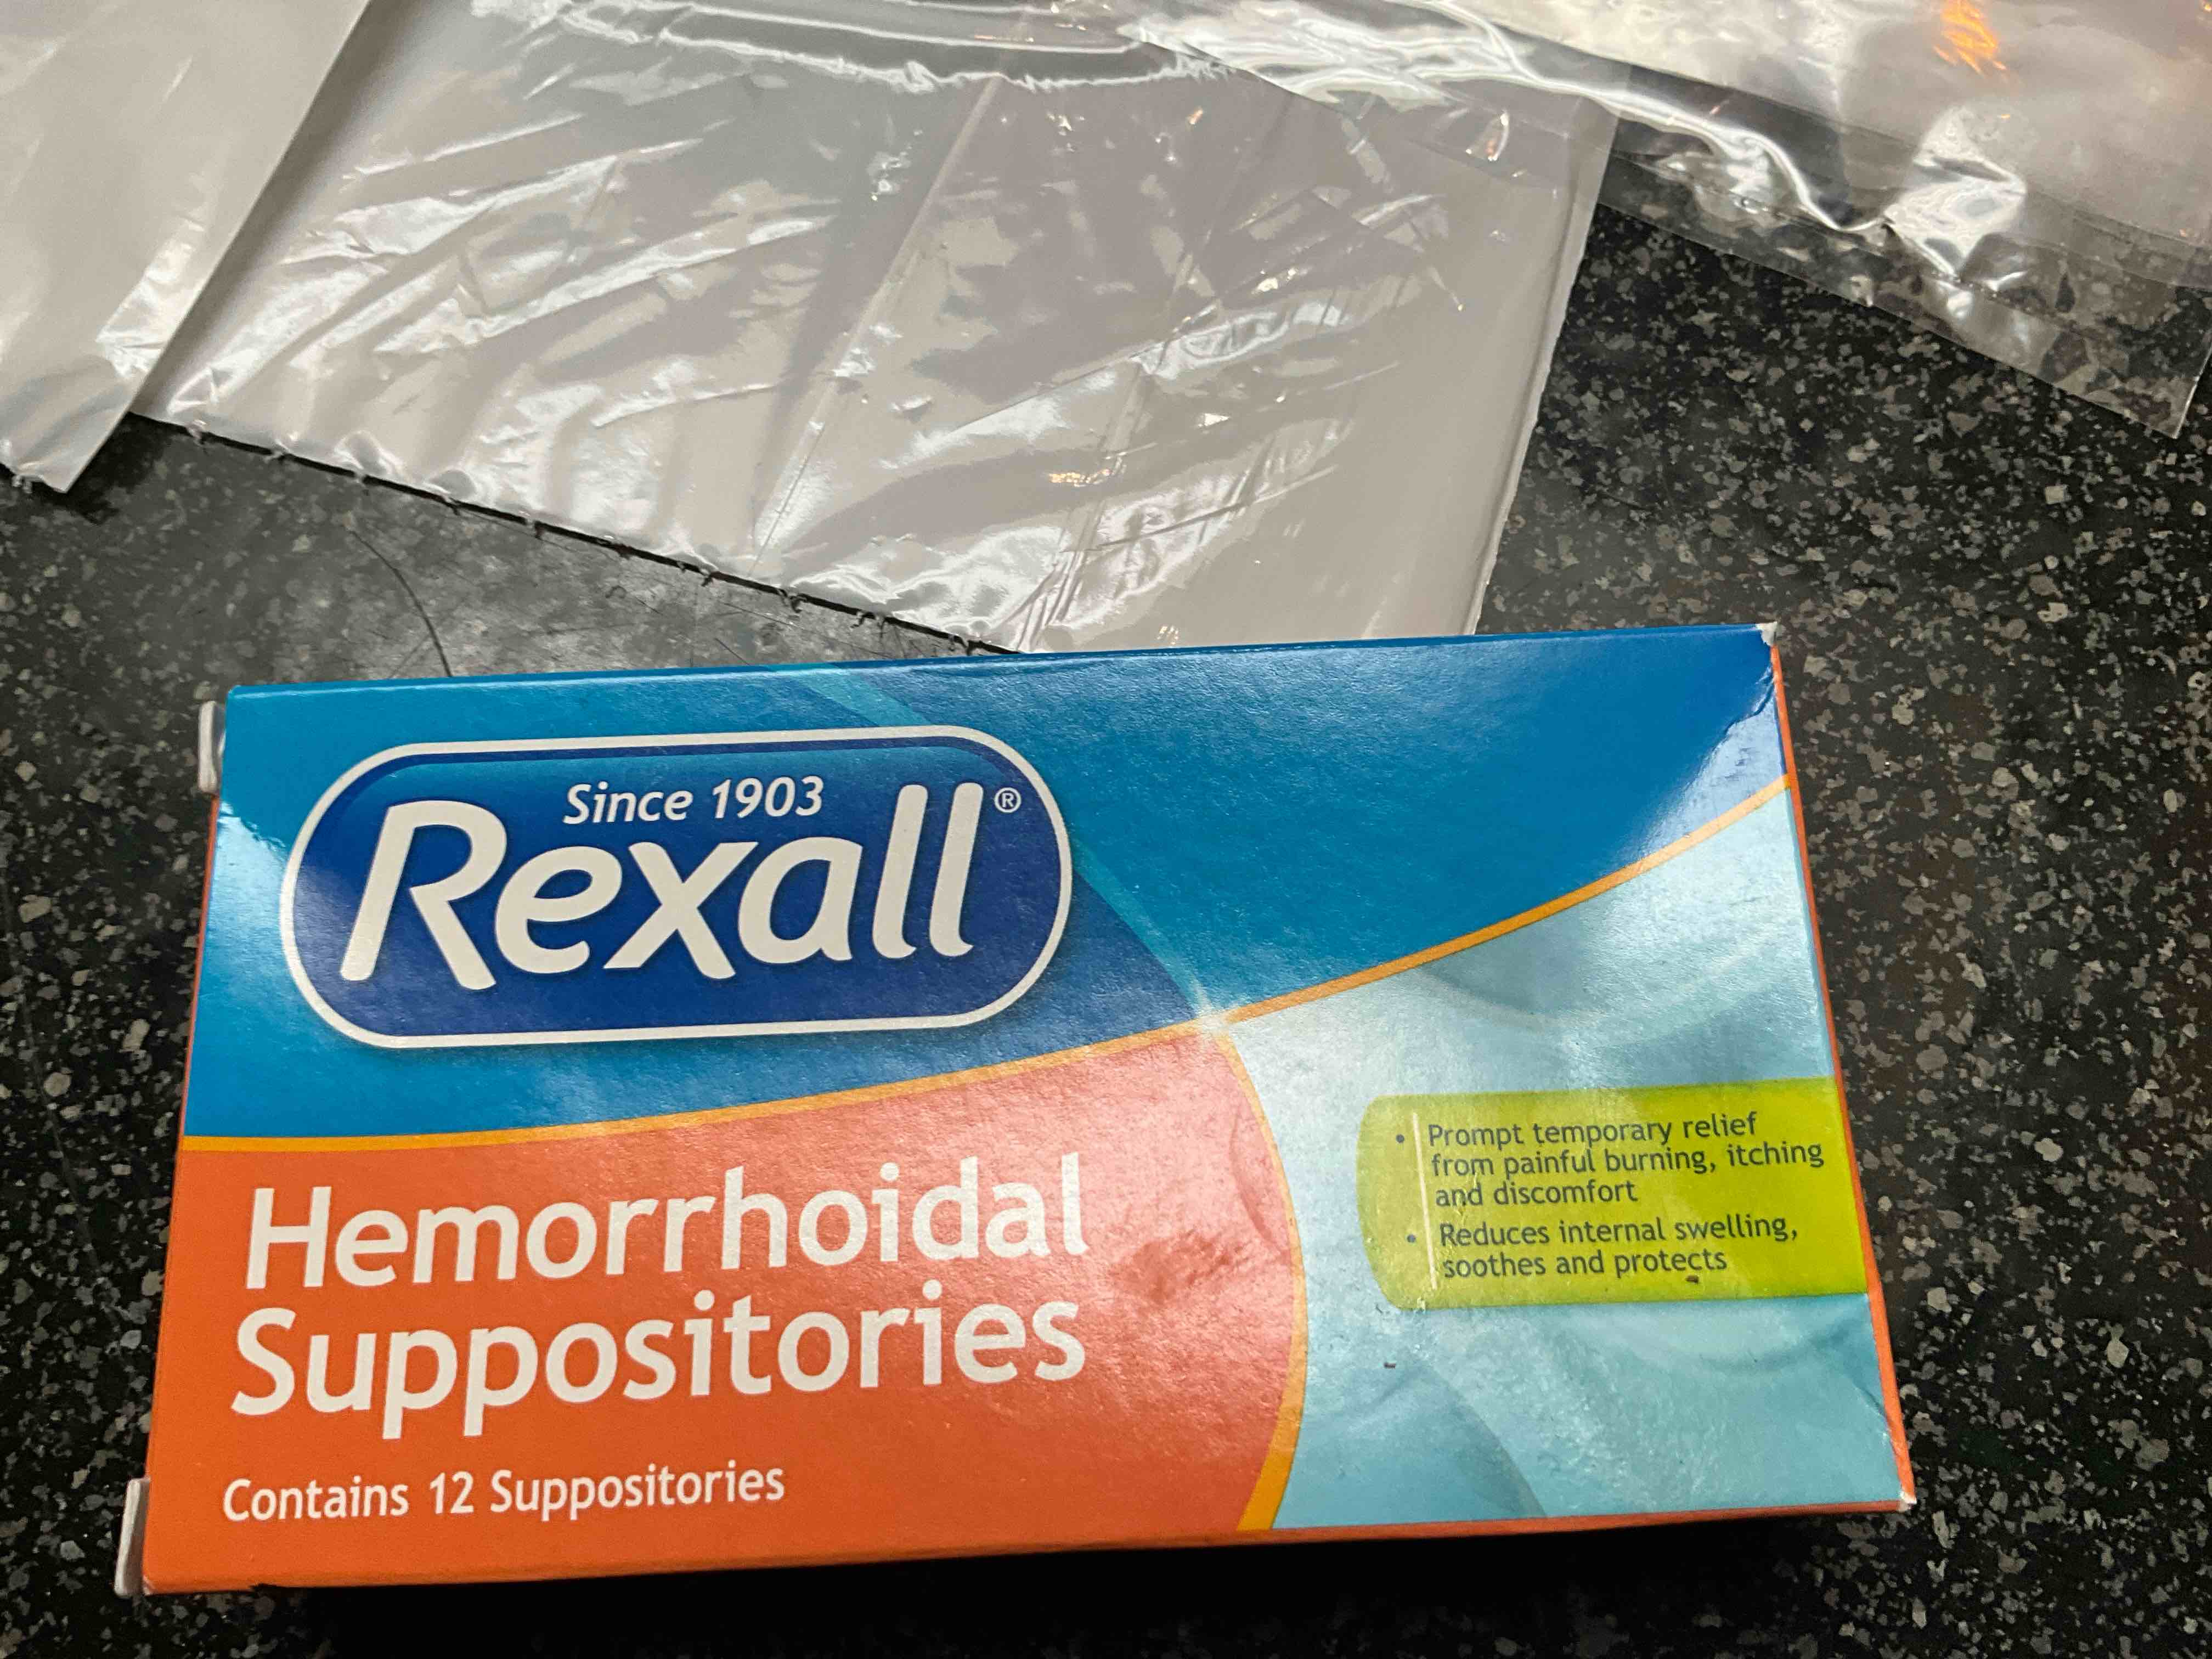 Since 1903
Rexall®
Hemorrhoidal
Suppositories
Contains 12 Suppositories
• Prompt temporary relief
from painful burning, itching
and discomfort
• Reduces internal swelling,
soothes and protects